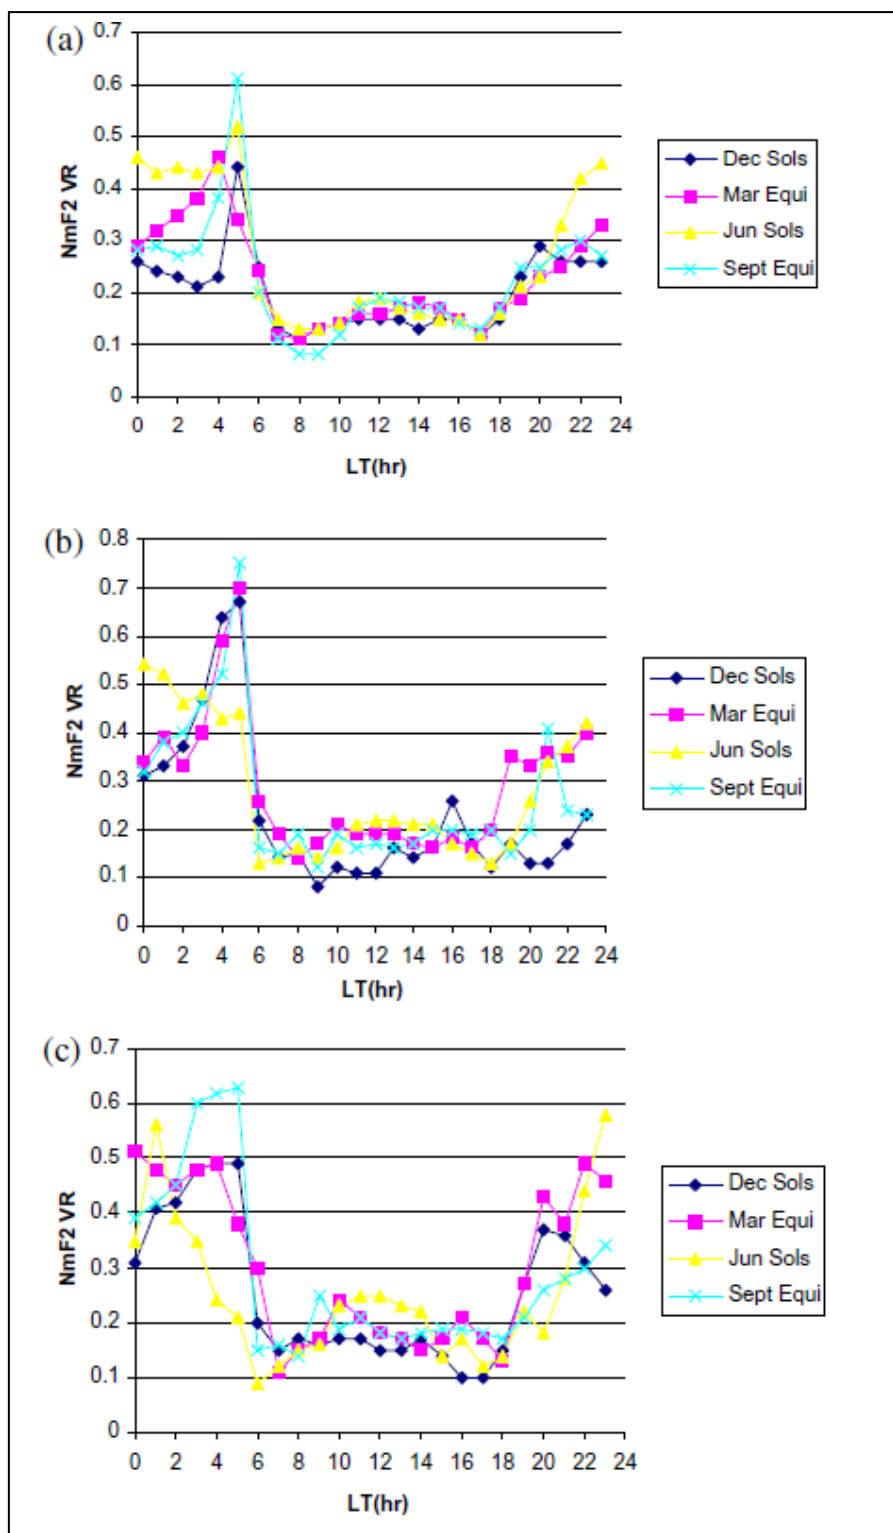 (a)
0.7
0.6
0.5
0.4
0.3
0.2
0.1
0
NmF2 VR
0 2 4 6 8 10 12 14 16 18 20 22 24
LT(hr)
Dec Sols
Mar Equi
Jun Sols
Sept Equi
(b)
0.8
0.7
0.6
0.5
0.4
0.3
0.2
0.1
0
NmF2 VR
0 2 4 6 8 10 12 14 16 18 20 22 24
LT(hr)
Dec Sols
Mar Equi
Jun Sols
Sept Equi
(c)
0.7
0.6
0.5
0.4
0.3
0.2
0.1
0
NmF2 VR
0 2 4 6 8 10 12 14 16 18 20 22 24
LT(hr)
Dec Sols
Mar Equi
Jun Sols
Sept Equi